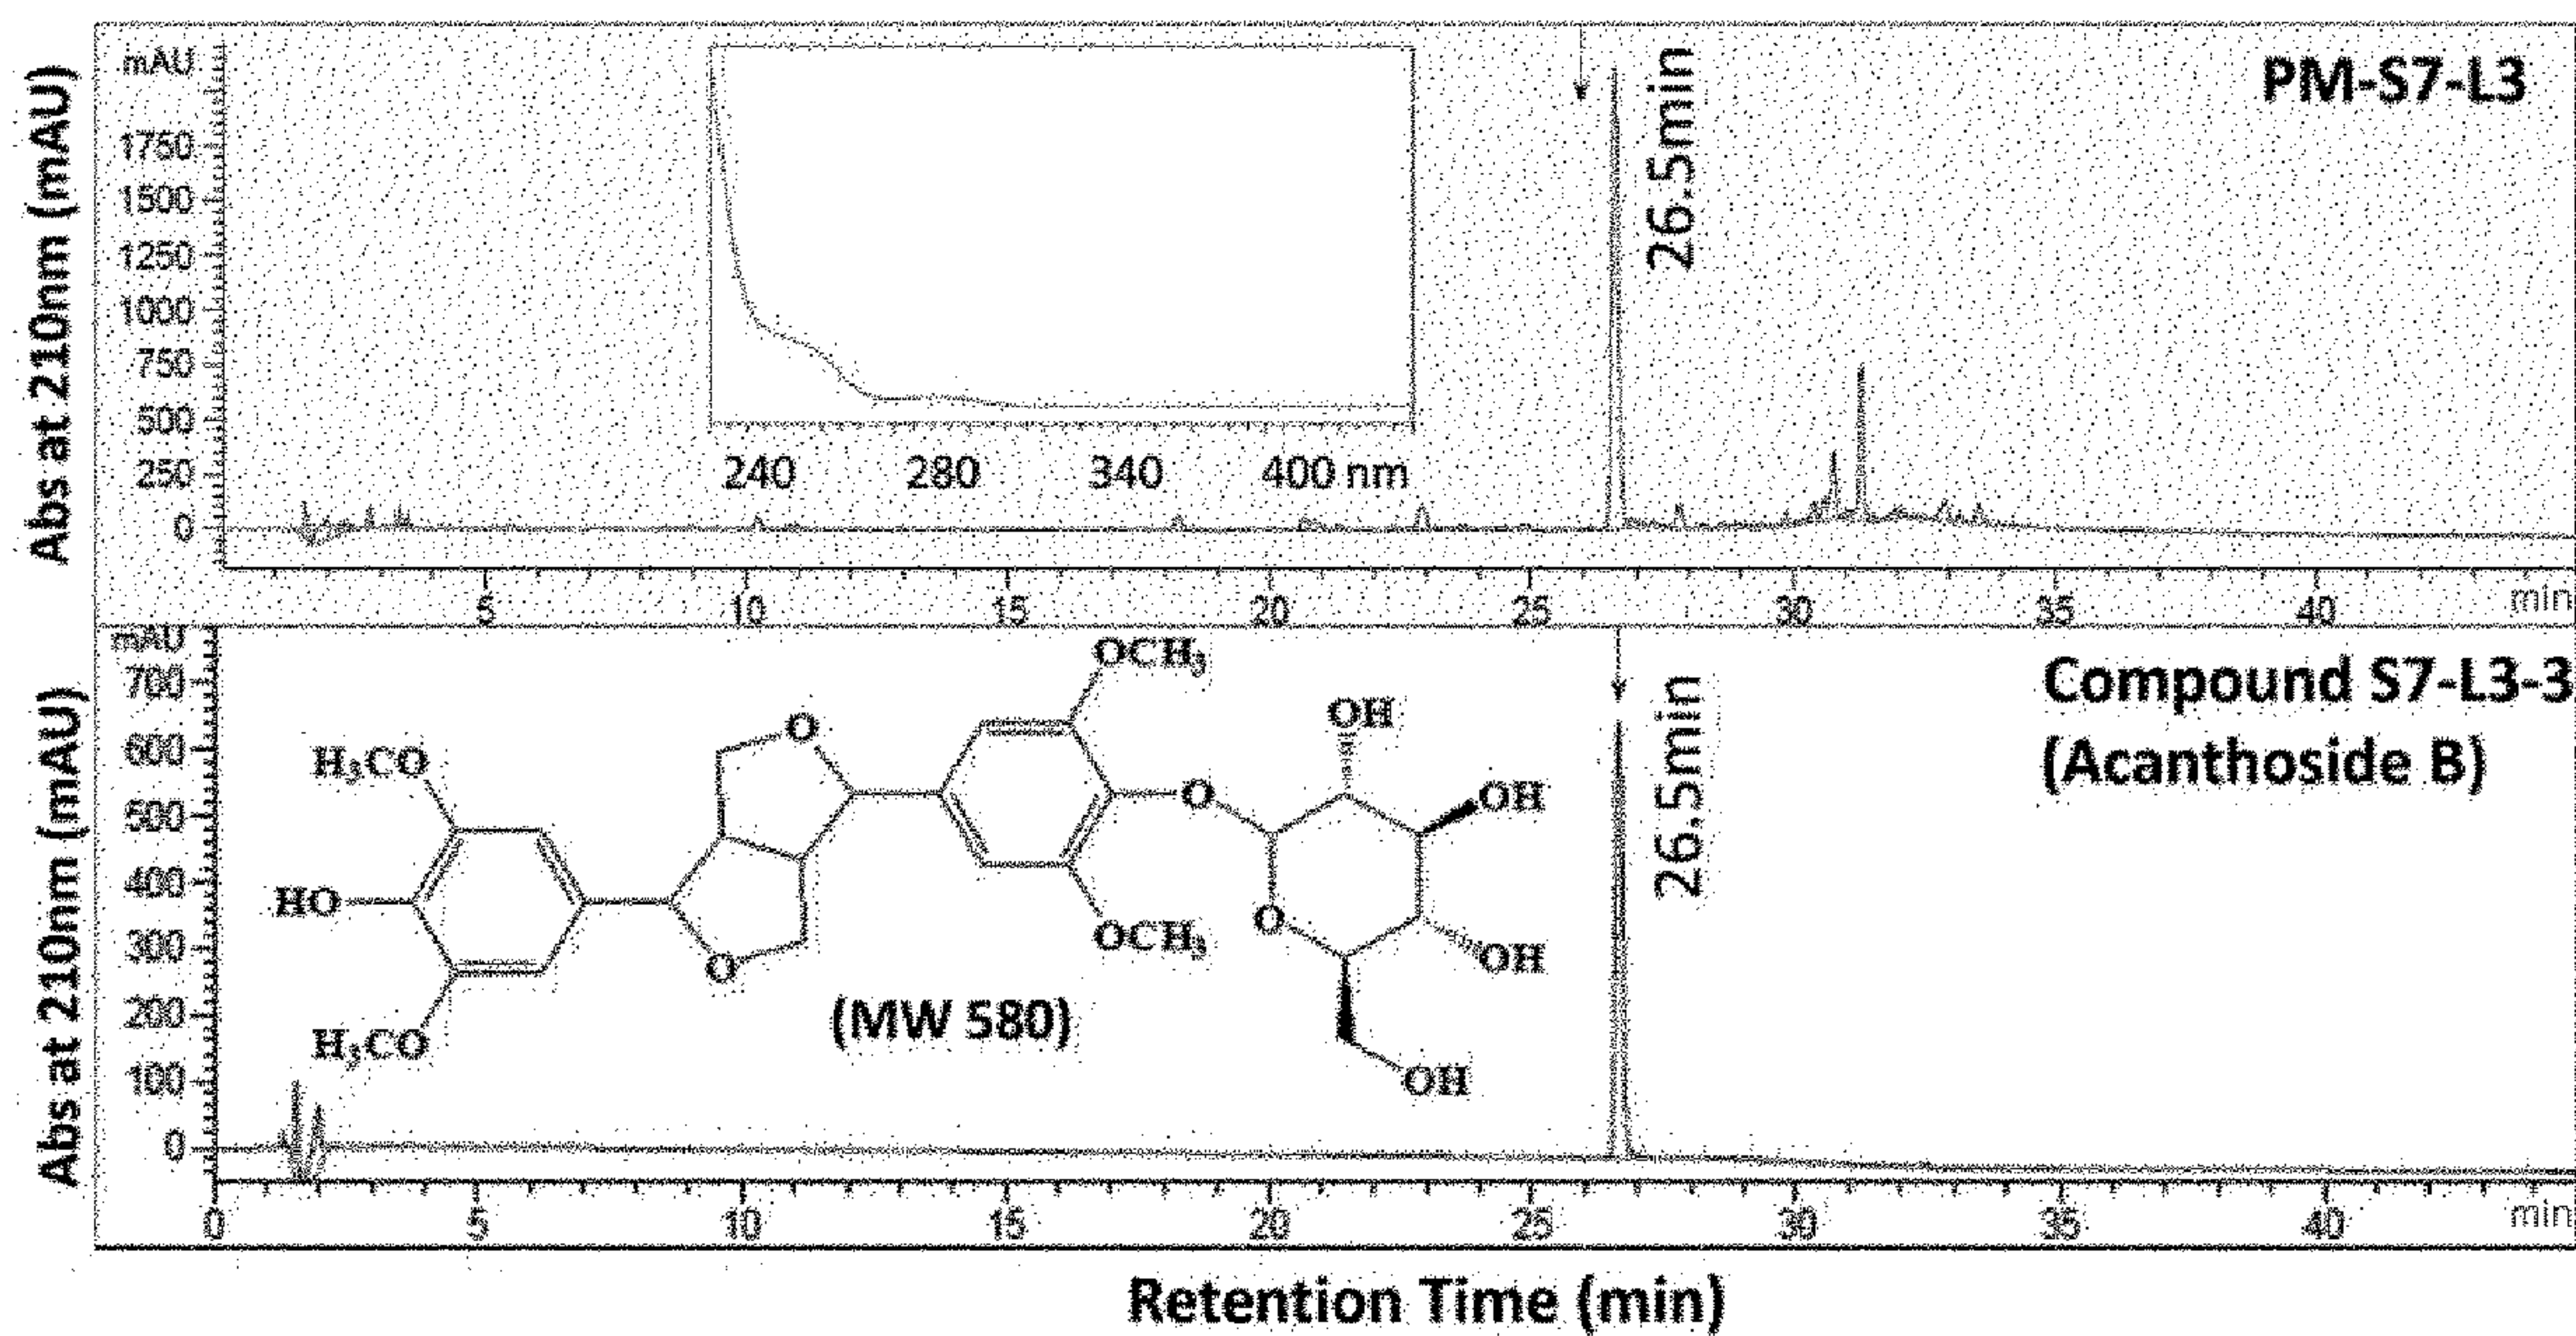 Abs at 210nm (mAU)
mAU
1750
1500
1250
1000
750
500
250
0
PM-S7-L3
26.5min
240 280 340 400 nm
5 10 15 20 25 30 35 40 min
Abs at 210nm (mAU)
mAU
700
600
500
400
300
200
100
0
Compound S7-L3-3
(Acanthoside B)
26.5min
OCH3
O
OH
H3CO
O
OH
HO
O
OCH3
OH
O
(MW 580)
H3CO
OH
0 5 10 15 20 25 30 35 40 min
Retention Time (min)